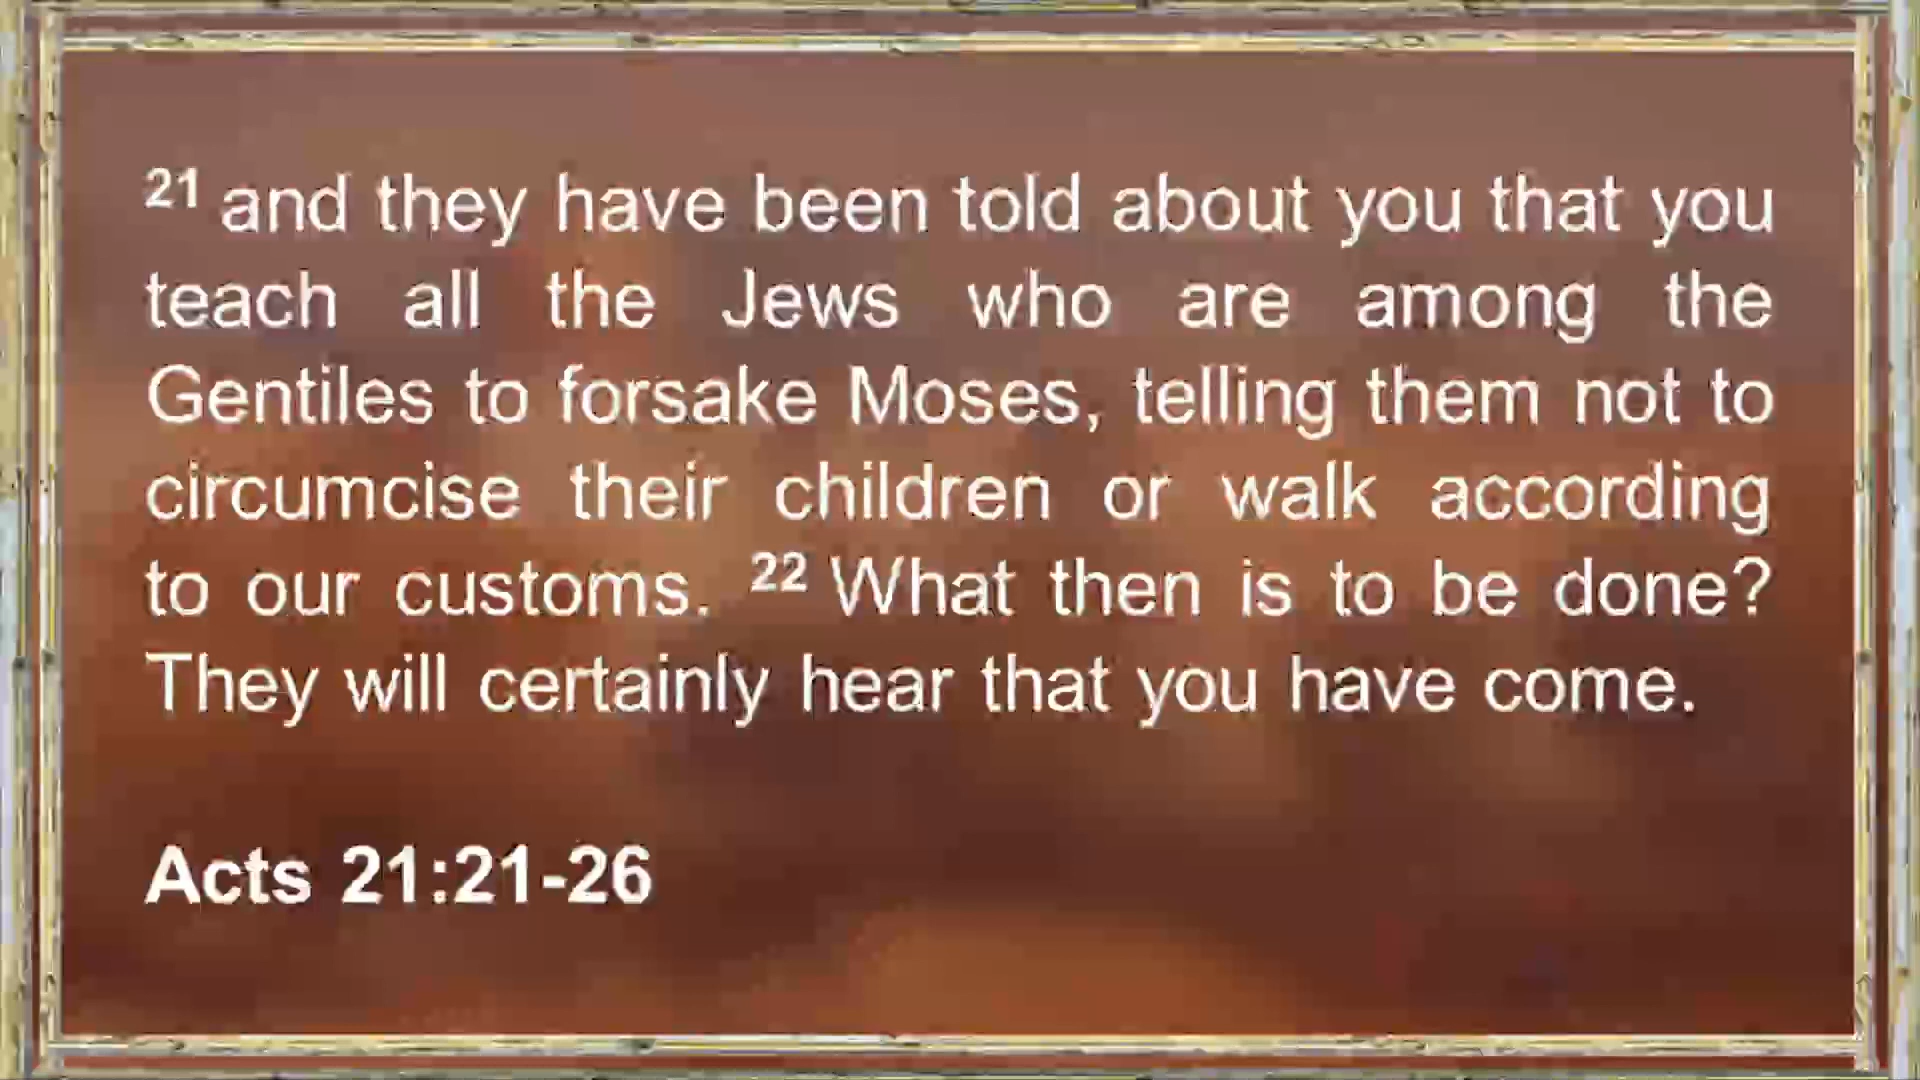 21 and they have been told about you that you
teach all the Jews who are among the
Gentiles to forsake Moses, telling them not to
circumcise their children or walk according
to our customs. 22 What then is to be done?
They will certainly hear that you have come.
Acts 21:21-26